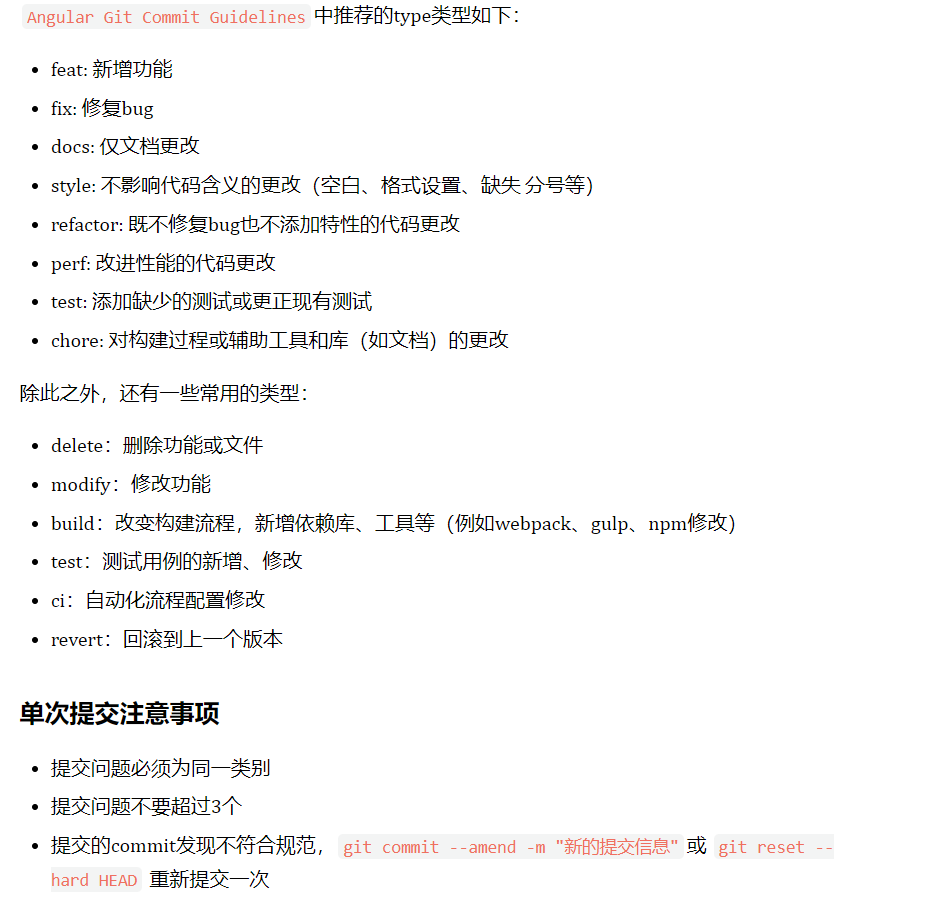 Angular Git Commit Guidelines 中推荐的type类型如下：
feat: 新增功能
fix: 修复bug
docs: 仅文档更改
style: 不影响代码含义的更改（空白、格式设置、缺失 分号等）
refactor: 既不修复bug也不添加特性的代码更改
perf: 改进性能的代码更改
test: 添加缺少的测试或更正现有测试
chore: 对构建过程或辅助工具和库（如文档）的更改
除此之外，还有一些常用的类型：
delete：删除功能或文件
modify：修改功能
build：改变构建流程，新增依赖库、工具等（例如webpack、gulp、npm修改）
test：测试用例的新增、修改
ci：自动化流程配置修改
revert：回滚到上一个版本
单次提交注意事项
提交问题必须为同一类别
提交问题不要超过3个
提交的commit发现不符合规范，git commit --amend -m "新的提交信息" 或 git reset --
hard HEAD 重新提交一次